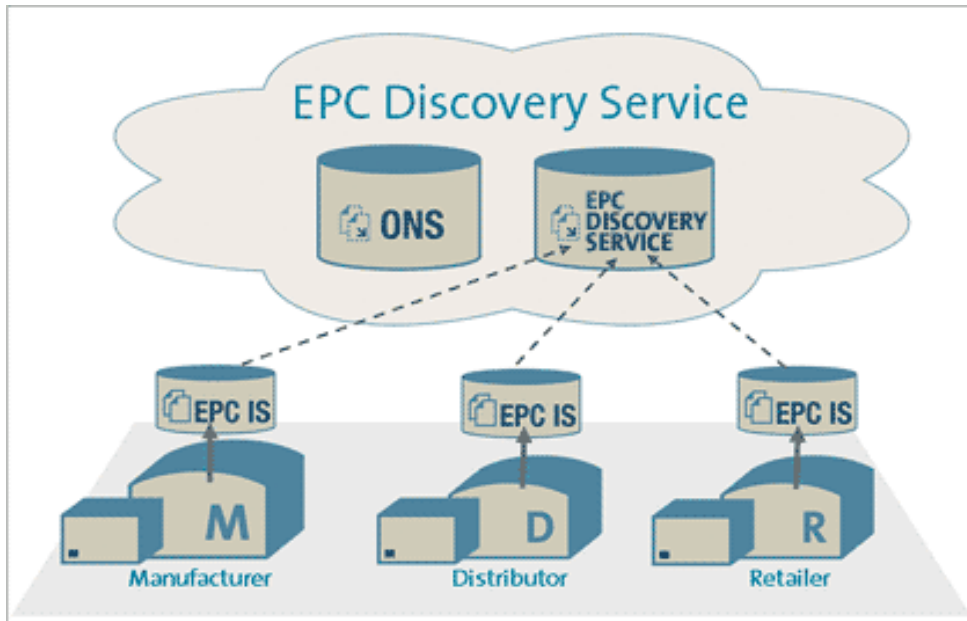 EPC Discovery Service
ONS
EPC
DISCOVERY
SERVICE
EPC IS
EPC IS
EPC IS
M
D
R
Manufacturer
Distributor
Retailer